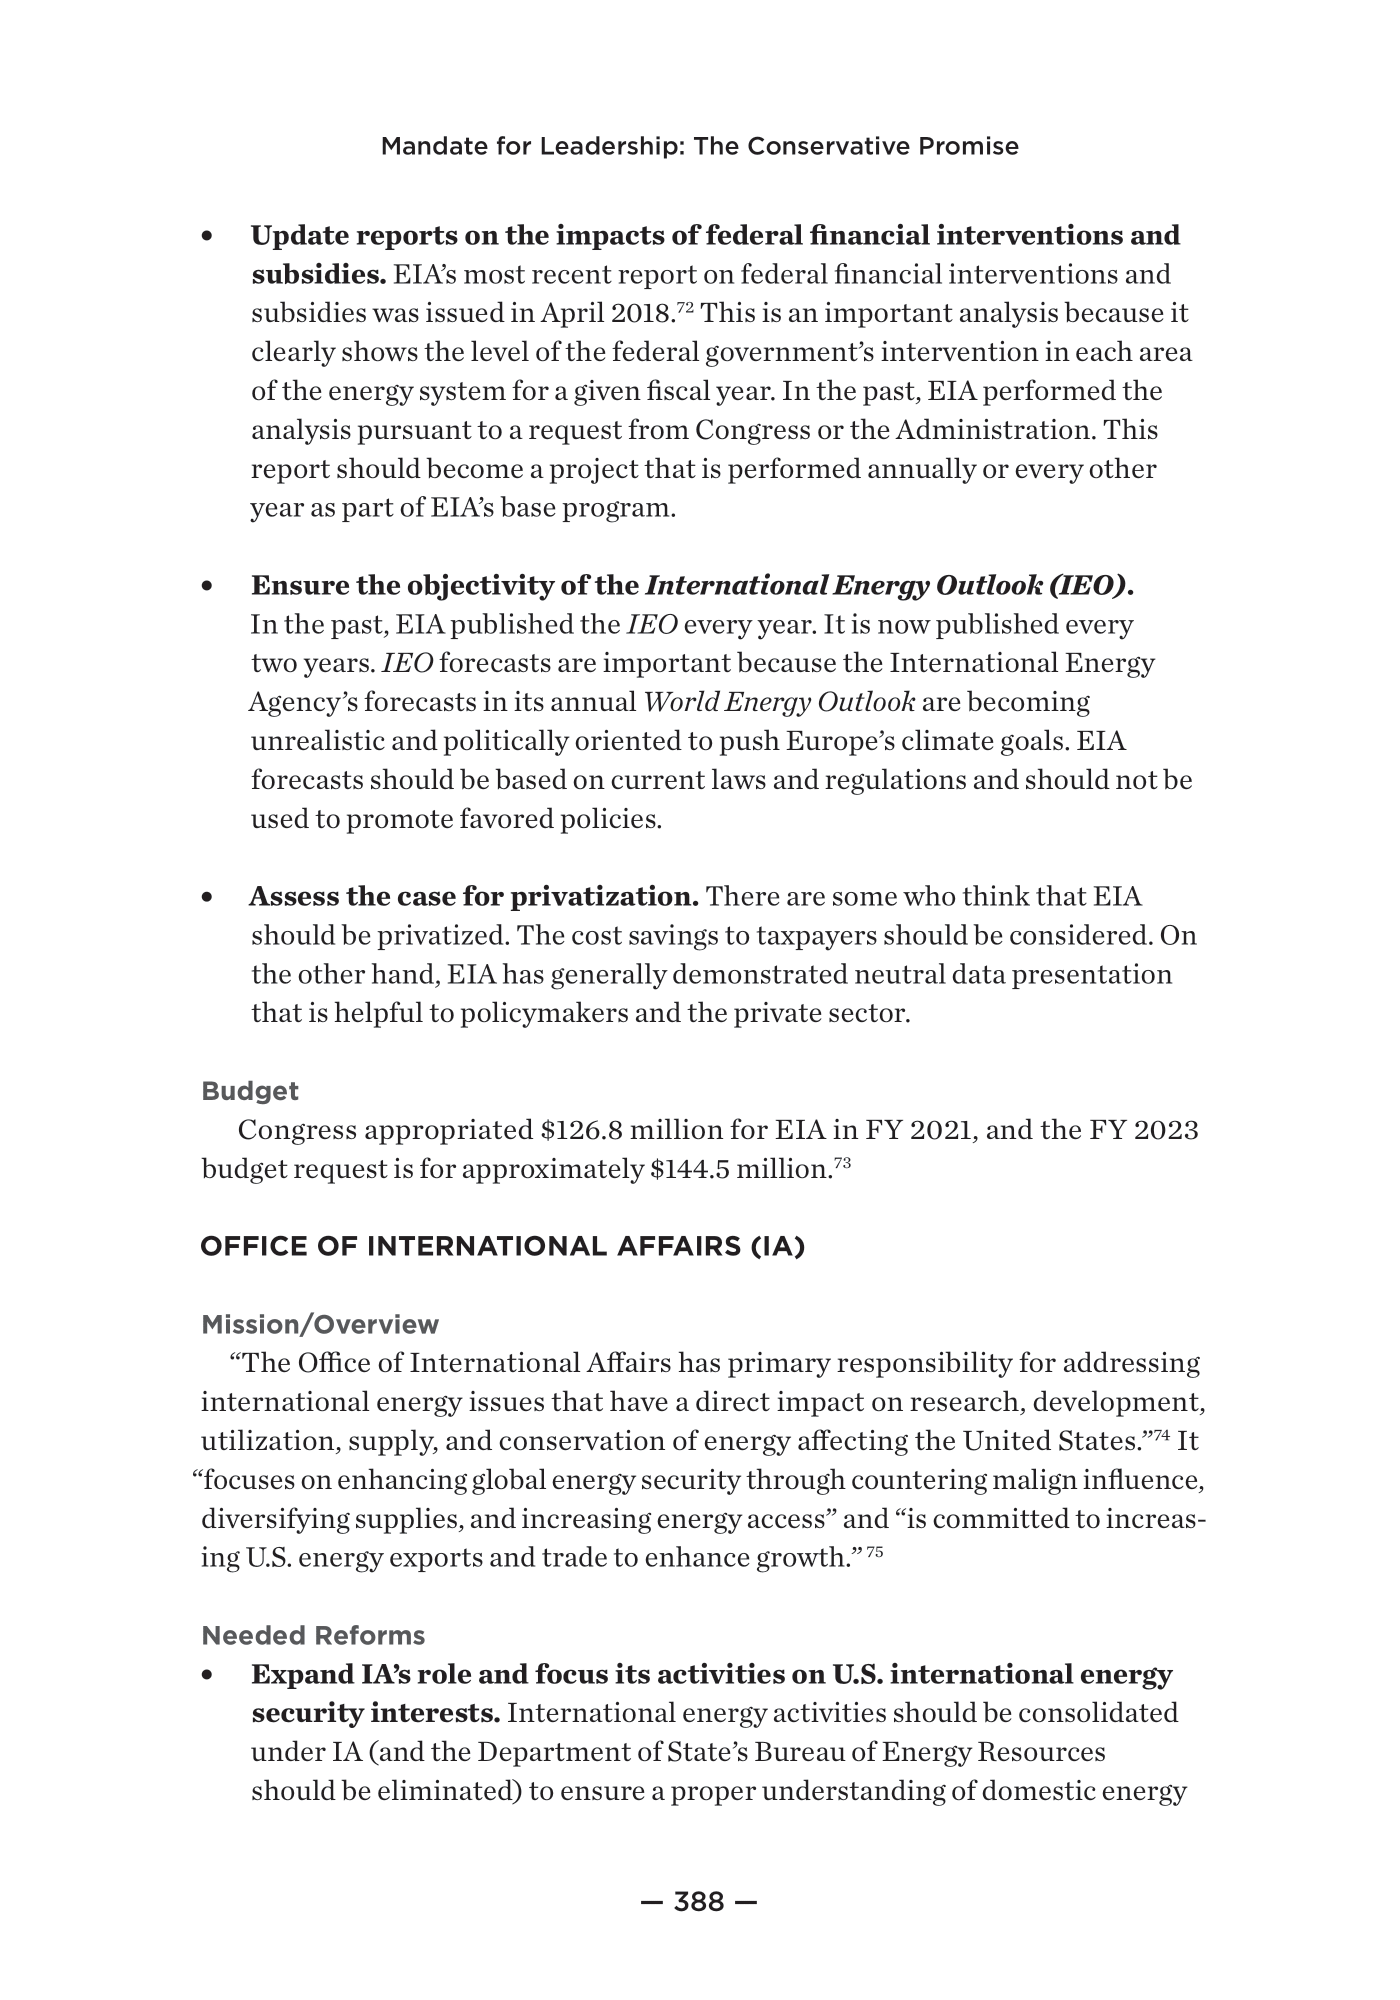 Mandate for Leadership: The Conservative Promise
• Update reports on the impacts of federal financial interventions and
subsidies. EIA’s most recent report on federal financial interventions and
subsidies was issued in April 2018.72 This is an important analysis because it
clearly shows the level of the federal government’s intervention in each area
of the energy system for a given fiscal year. In the past, EIA performed the
analysis pursuant to a request from Congress or the Administration. This
report should become a project that is performed annually or every other
year as part of EIA’s base program.
• Ensure the objectivity of the International Energy Outlook (IEO).
In the past, EIA published the IEO every year. It is now published every
two years. IEO forecasts are important because the International Energy
Agency’s forecasts in its annual World Energy Outlook are becoming
unrealistic and politically oriented to push Europe’s climate goals. EIA
forecasts should be based on current laws and regulations and should not be
used to promote favored policies.
• Assess the case for privatization. There are some who think that EIA
should be privatized. The cost savings to taxpayers should be considered. On
the other hand, EIA has generally demonstrated neutral data presentation
that is helpful to policymakers and the private sector.
Budget
Congress appropriated $126.8 million for EIA in FY 2021, and the FY 2023
budget request is for approximately $144.5 million.73
OFFICE OF INTERNATIONAL AFFAIRS (IA)
Mission/Overview
“The Office of International Affairs has primary responsibility for addressing
international energy issues that have a direct impact on research, development,
utilization, supply, and conservation of energy affecting the United States.”74 It
“focuses on enhancing global energy security through countering malign influence,
diversifying supplies, and increasing energy access” and “is committed to increas-
ing U.S. energy exports and trade to enhance growth.” 75
Needed Reforms
• Expand IA’s role and focus its activities on U.S. international energy
security interests. International energy activities should be consolidated
under IA (and the Department of State’s Bureau of Energy Resources
should be eliminated) to ensure a proper understanding of domestic energy
— 388 —